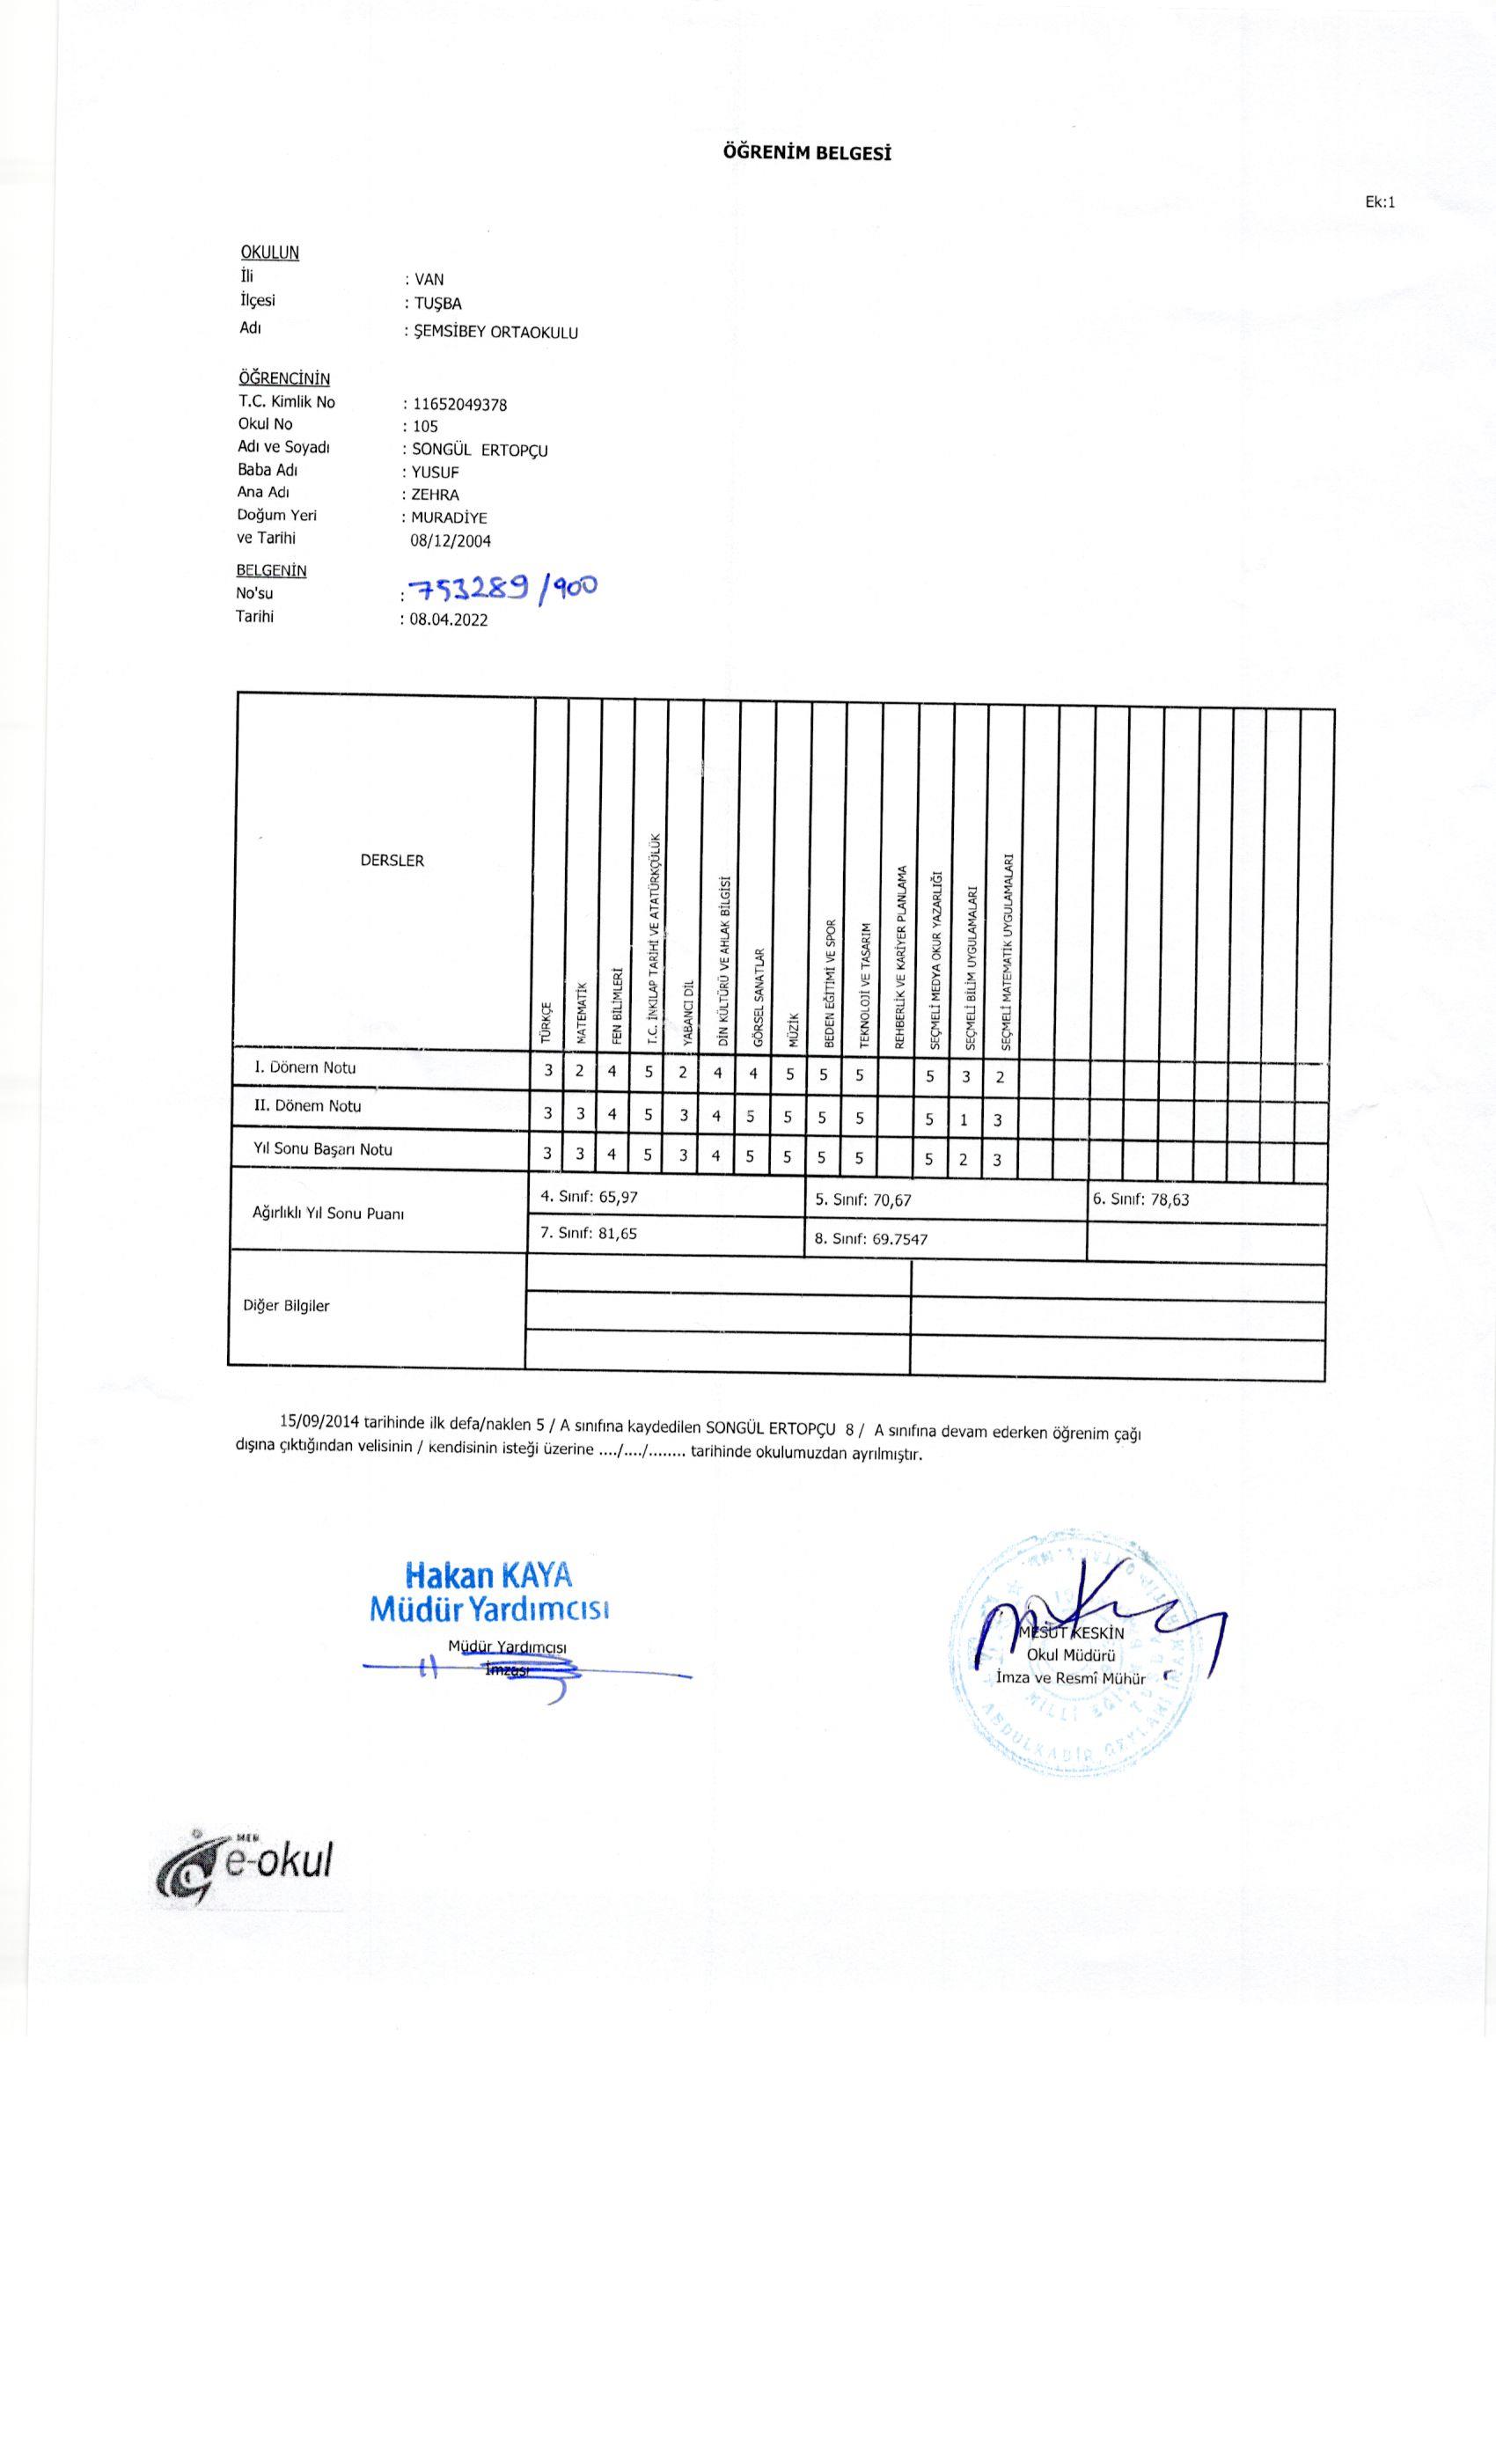 ÖĞRENİM BELGESİ
Ek:1
OKULUN
İli : VAN
İlçesi : TUŞBA
Adı : ŞEMSİBEY ORTAOKULU
ÖĞRENCİNİN
T.C. Kimlik No : 11652049378
Okul No : 105
Adı ve Soyadı : SONGÜL ERTOPÇU
Baba Adı : YUSUF
Ana Adı : ZEHRA
Doğum Yeri : MURADİYE
ve Tarihi 08/12/2004
BELGENİN
No'su : 753289/900
Tarihi : 08.04.2022
DERSLER
TÜRKÇE
MATEMATİK
FEN BİLİMLERİ
T.C. İNKILAP TARİHİ VE ATATÜRKÇÜLÜK
YABANCI DİL
DİN KÜLTÜRÜ VE AHLAK BİLGİSİ
GÖRSEL SANATLAR
MÜZİK
BEDEN EĞİTİMİ VE SPOR
TEKNOLOJİ VE TASARIM
REHBERLİK VE KARİYER PLANLAMA
SEÇMELİ MEDYA OKUR YAZARLIĞI
SEÇMELİ BİLİM UYGULAMALARI
SEÇMELİ MATEMATİK UYGULAMALARI
I. Dönem Notu 3 2 4 5 2 4 4 5 5 5 5 3 2
II. Dönem Notu 3 3 4 5 3 4 5 5 5 5 5 1 3
Yıl Sonu Başarı Notu 3 3 4 5 3 4 5 5 5 5 5 2 3
Ağırlıklı Yıl Sonu Puanı
4. Sınıf: 65,97 5. Sınıf: 70,67 6. Sınıf: 78,63
7. Sınıf: 81,65 8. Sınıf: 69.7547
Diğer Bilgiler
15/09/2014 tarihinde ilk defa/naklen 5 / A sınıfına kaydedilen SONGÜL ERTOPÇU 8 / A sınıfına devam ederken öğrenim çağı
dışına çıktığından velisinin / kendisinin isteği üzerine ..../..../........ tarihinde okulumuzdan ayrılmıştır.
Hakan KAYA
Müdür Yardımcısı
Müdür Yardımcısı
İmzası
MESUT KESKİN
Okul Müdürü
İmza ve Resmî Mühür
MİLLİ
ABDULKADİR GEYLANİ
MEB
e-okul